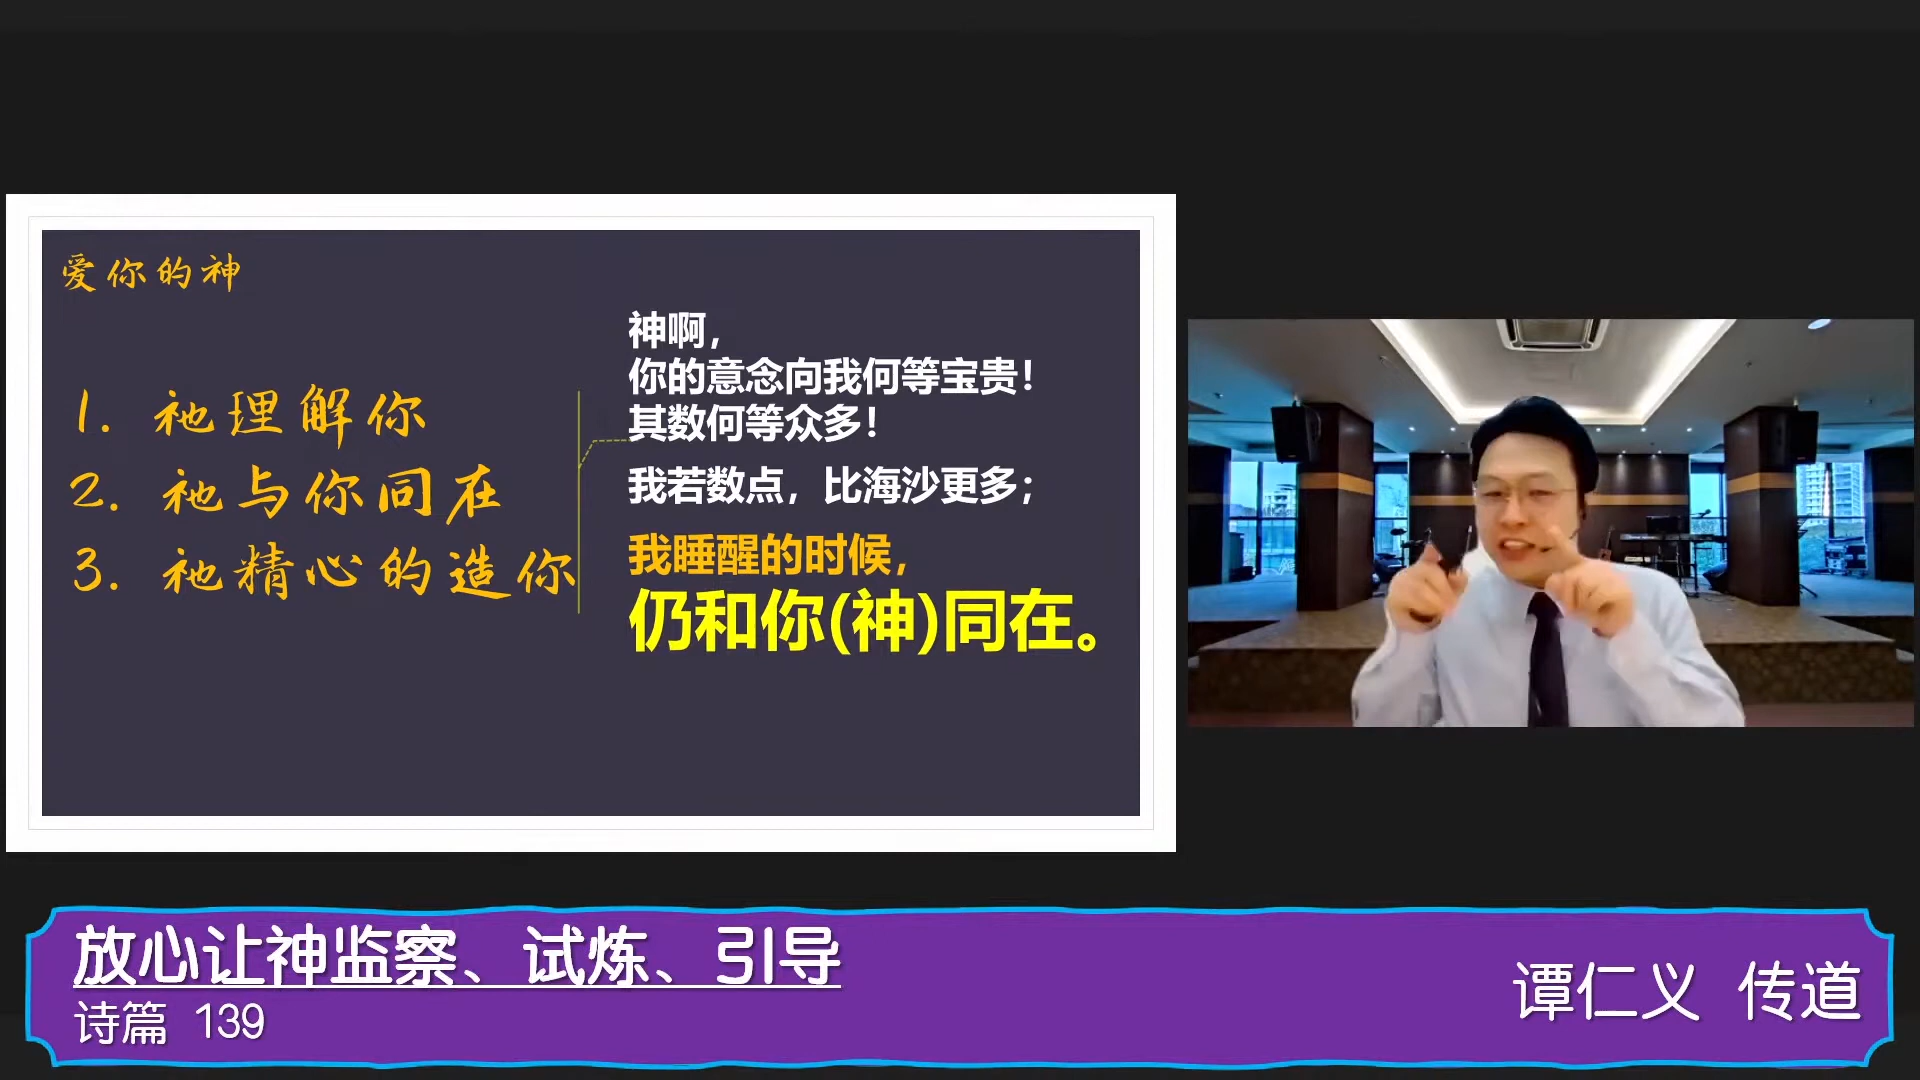 爱你的神
1. 祂理解你
2. 祂与你同在
3. 祂精心的造你
神啊，
你的意念向我何等宝贵！
其数何等众多！
我若数点，比海沙更多；
我睡醒的时候，
仍和你(神)同在。
放心让神监察、试炼、引导
诗篇 139
谭仁义 传道